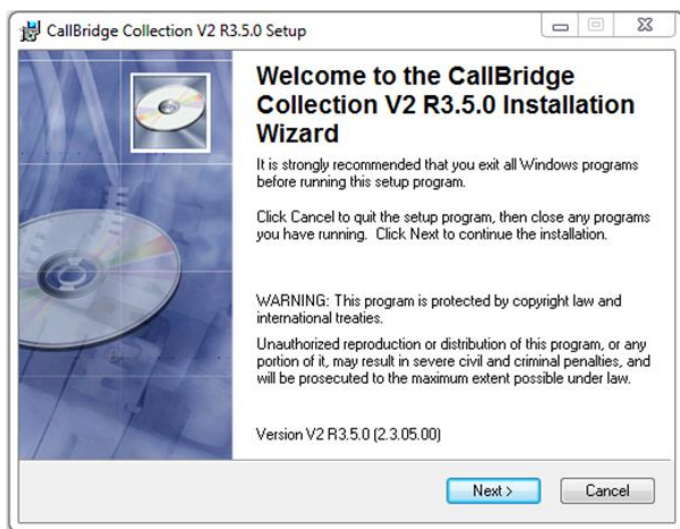 CallBridge Collection V2 R3.5.0 Setup
Welcome to the CallBridge
Collection V2 R3.5.0 Installation
Wizard
It is strongly recommended that you exit all Windows programs
before running this setup program.
Click Cancel to quit the setup program, then close any programs
you have running.  Click Next to continue the installation.
WARNING: This program is protected by copyright law and
international treaties.
Unauthorized reproduction or distribution of this program, or any
portion of it, may result in severe civil and criminal penalties, and
will be prosecuted to the maximum extent possible under law.
Version V2 R3.5.0 (2.3.05.00)
Next >
Cancel